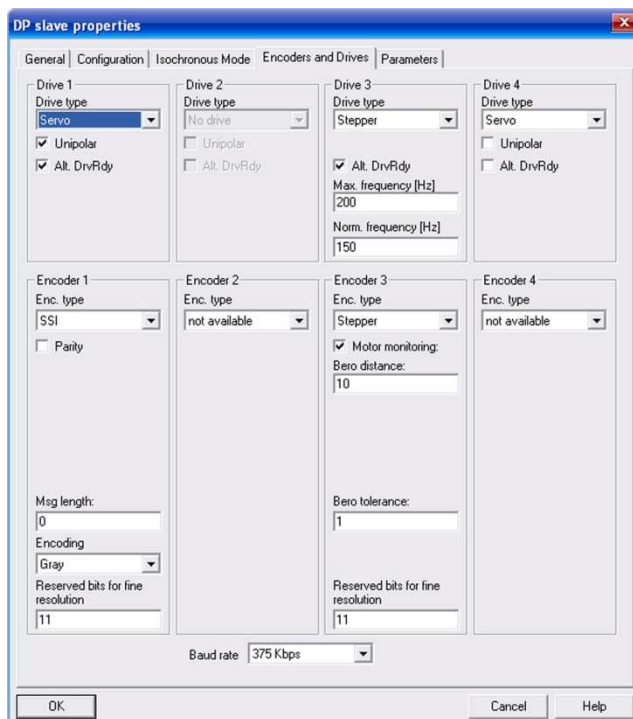 DP slave properties
General
Configuration
Isochronous Mode
Encoders and Drives
Parameters
Drive 1
Drive type
Servo
Unipolar
Alt. DrvRdy
Drive 2
Drive type
No drive
Unipolar
Alt. DrvRdy
Drive 3
Drive type
Stepper
Alt. DrvRdy
Max. frequency [Hz]
200
Norm. frequency [Hz]
150
Drive 4
Drive type
Servo
Unipolar
Alt. DrvRdy
Encoder 1
Enc. type
SSI
Parity
Msg length:
0
Encoding
Gray
Reserved bits for fine
resolution
11
Encoder 2
Enc. type
not available
Encoder 3
Enc. type
Stepper
Motor monitoring:
Bero distance:
10
Bero tolerance:
1
Reserved bits for fine
resolution
11
Encoder 4
Enc. type
not available
Baud rate 375 Kbps
OK
Cancel
Help